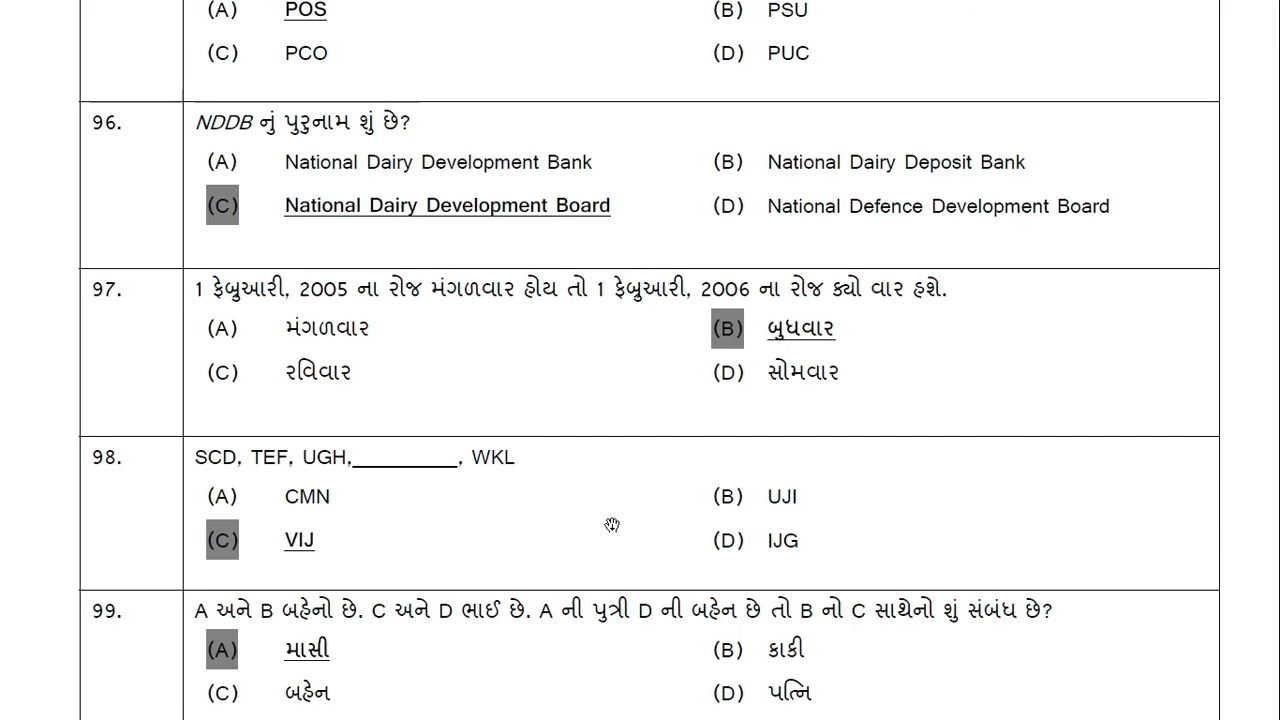 (A) POS (B) PSU
(C) PCO (D) PUC
96. NDDB નું પુરુનામ શું છે?
(A) National Dairy Development Bank (B) National Dairy Deposit Bank
(C) National Dairy Development Board (D) National Defence Development Board
97. 1 ફેબ્રુઆરી, 2005 ના રોજ મંગળવાર હોય તો 1 ફેબ્રુઆરી, 2006 ના રોજ ક્યો વાર હશે.
(A) મંગળવાર (B) બુધવાર
(C) રવિવાર (D) સોમવાર
98. SCD, TEF, UGH,__________, WKL
(A) CMN (B) UJI
(C) VIJ (D) IJG
99. A અને B બહેનો છે. C અને D ભાઈ છે. A ની પુત્રી D ની બહેન છે તો B નો C સાથેનો શું સંબંધ છે?
(A) માસી (B) કાકી
(C) બહેન (D) પત્નિ